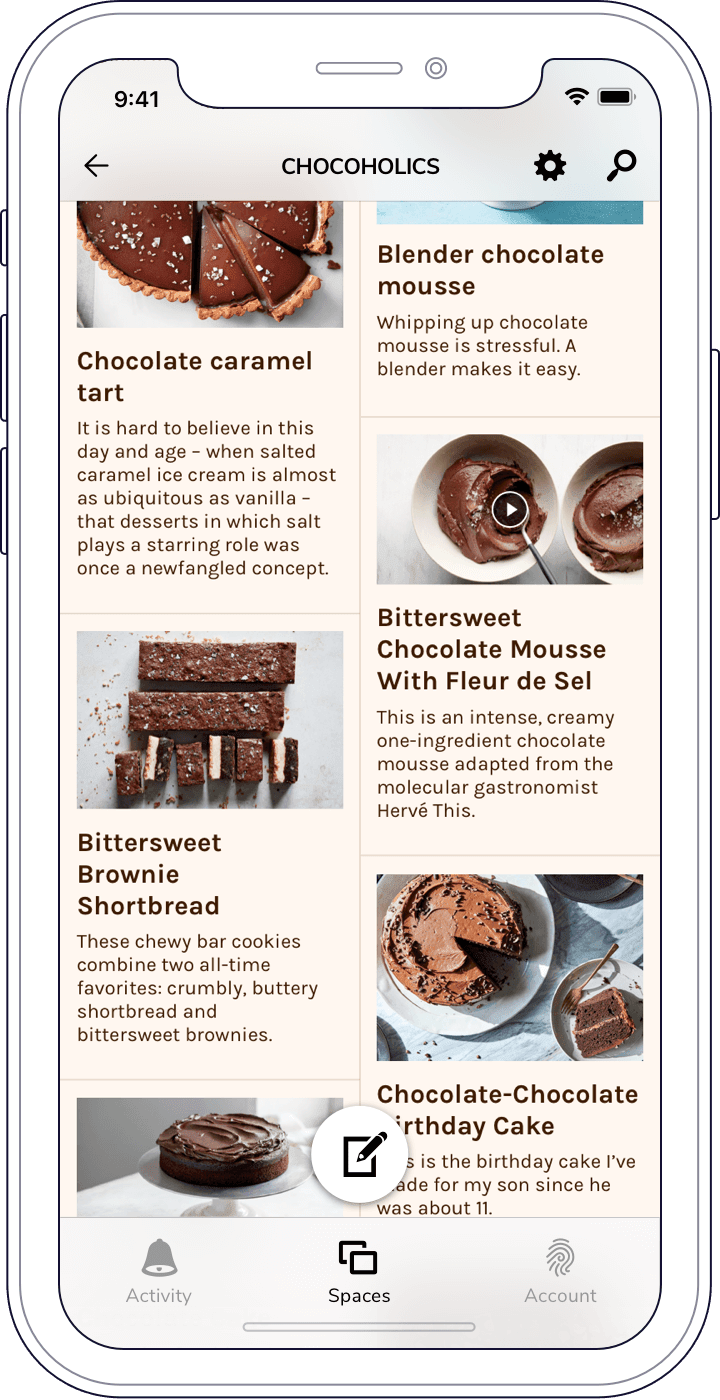 9:41
CHOCOHOLICS
Chocolate caramel
tart
It is hard to believe in this
day and age – when salted
caramel ice cream is almost
as ubiquitous as vanilla –
that desserts in which salt
plays a starring role was
once a newfangled concept.
Bittersweet
Brownie
Shortbread
These chewy bar cookies
combine two all-time
favorites: crumbly, buttery
shortbread and
bittersweet brownies.
Blender chocolate
mousse
Whipping up chocolate
mousse is stressful. A
blender makes it easy.
Bittersweet
Chocolate Mousse
With Fleur de Sel
This is an intense, creamy
one-ingredient chocolate
mousse adapted from the
molecular gastronomist
Hervé This.
Chocolate-Chocolate
Cake
is the birthday cake I've
for my son since he
was about 11.
Activity
Spaces
Account